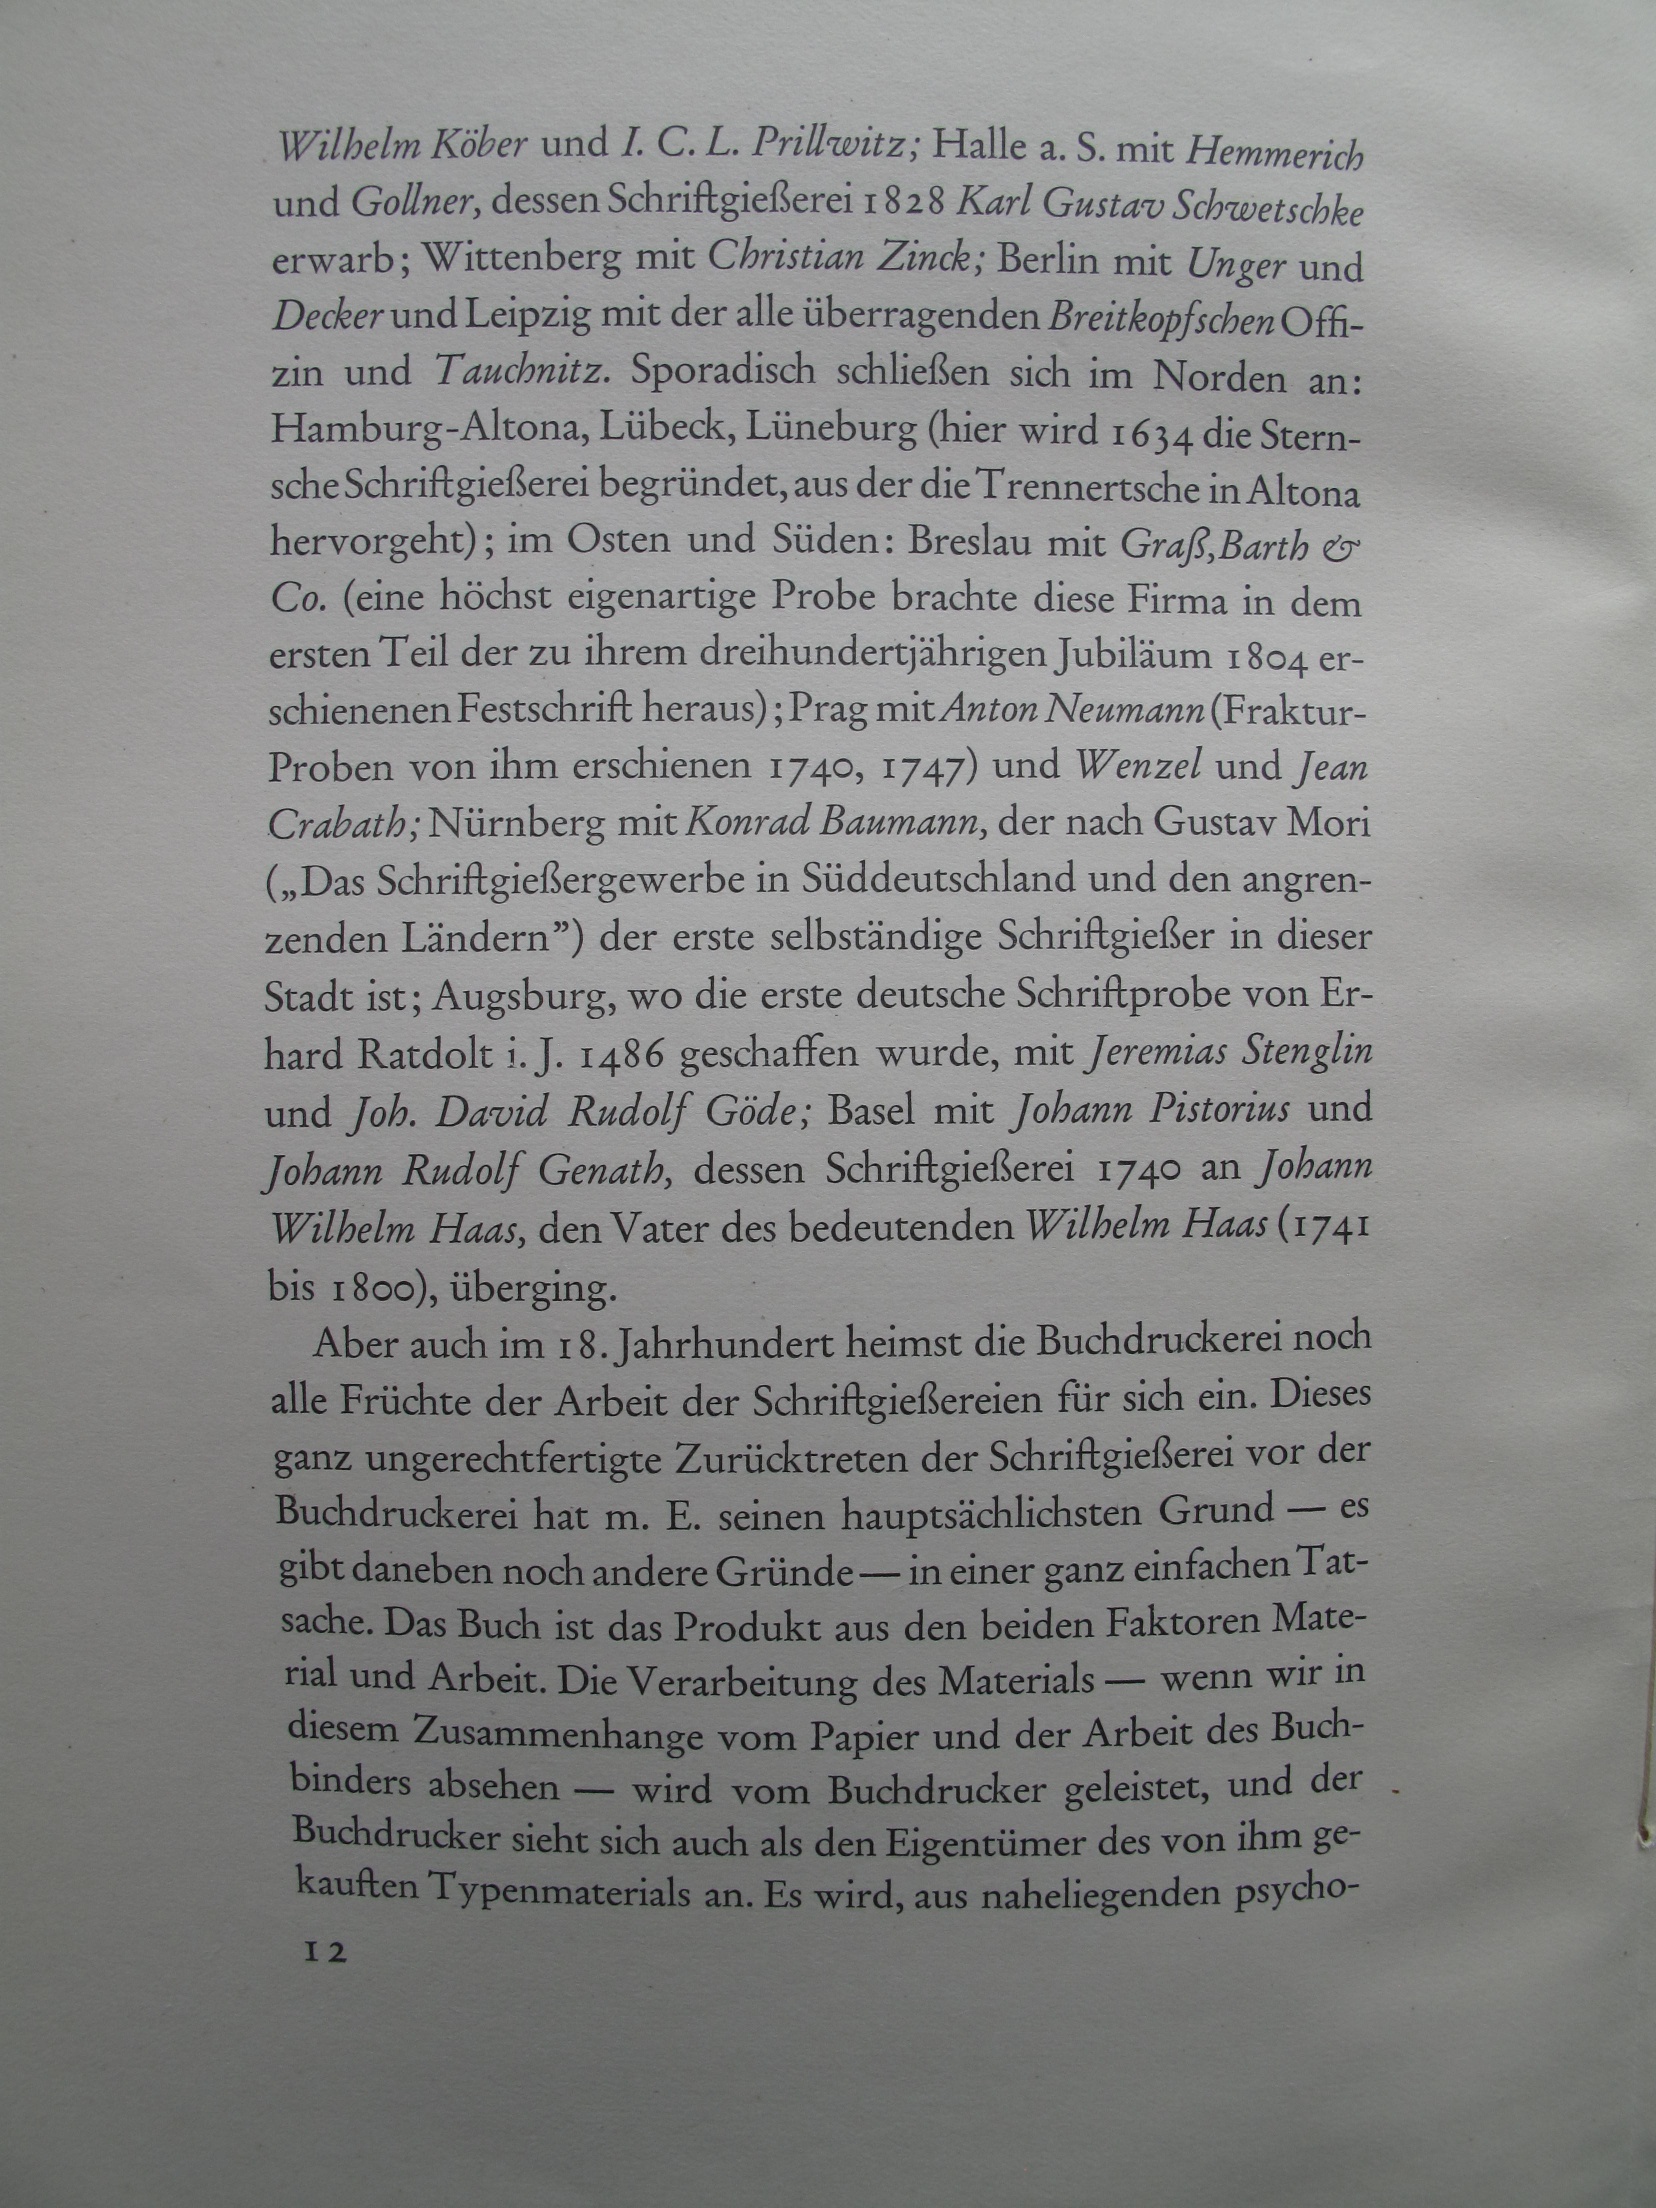 Wilhelm Köber und I. C. L. Prillwitz; Halle a. S. mit Hemmerich
und Gollner, dessen Schriftgießerei 1828 Karl Gustav Schwetschke
erwarb; Wittenberg mit Christian Zinck; Berlin mit Unger und
Decker und Leipzig mit der alle überragenden Breitkopfschen Offi-
zin und Tauchnitz. Sporadisch schließen sich im Norden an:
Hamburg-Altona, Lübeck, Lüneburg (hier wird 1634 die Stern-
sche Schriftgießerei begründet, aus der die Trennertsche in Altona
hervorgeht); im Osten und Süden: Breslau mit Graß, Barth &
Co. (eine höchst eigenartige Probe brachte diese Firma in dem
ersten Teil der zu ihrem dreihundertjährigen Jubiläum 1804 er-
schienenen Festschrift heraus); Prag mit Anton Neumann (Fraktur-
Proben von ihm erschienen 1740, 1747) und Wenzel und Jean
Crabath; Nürnberg mit Konrad Baumann, der nach Gustav Mori
(„Das Schriftgießergewerbe in Süddeutschland und den angren-
zenden Ländern”) der erste selbständige Schriftgießer in dieser
Stadt ist; Augsburg, wo die erste deutsche Schriftprobe von Er-
hard Ratdolt i. J. 1486 geschaffen wurde, mit Jeremias Stenglin
und Joh. David Rudolf Göde; Basel mit Johann Pistorius und
Johann Rudolf Genath, dessen Schriftgießerei 1740 an Johann
Wilhelm Haas, den Vater des bedeutenden Wilhelm Haas (1741
bis 1800), überging.
Aber auch im 18. Jahrhundert heimst die Buchdruckerei noch
alle Früchte der Arbeit der Schriftgießereien für sich ein. Dieses
ganz ungerechtfertigte Zurücktreten der Schriftgießerei vor der
Buchdruckerei hat m. E. seinen hauptsächlichsten Grund — es
gibt daneben noch andere Gründe — in einer ganz einfachen Tat-
sache. Das Buch ist das Produkt aus den beiden Faktoren Mate-
rial und Arbeit. Die Verarbeitung des Materials — wenn wir in
diesem Zusammenhange vom Papier und der Arbeit des Buch-
binders absehen — wird vom Buchdrucker geleistet, und der
Buchdrucker sieht sich auch als den Eigentümer des von ihm ge-
kauften Typenmaterials an. Es wird, aus naheliegenden psycho-
12